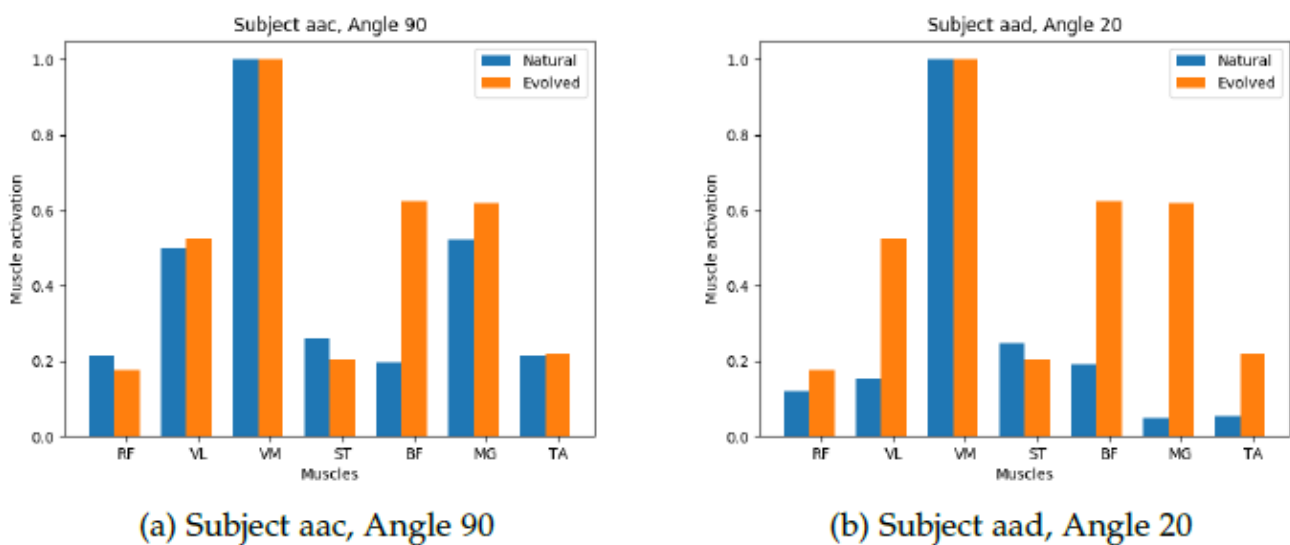 Subject aac, Angle 90
Natural
Evolved
1.0
0.8
0.6
0.4
0.2
0.0
Muscle activation
RF VL VM ST BF MG TA
Muscles
(a) Subject aac, Angle 90
Subject aad, Angle 20
Natural
Evolved
1.0
0.8
0.6
0.4
0.2
0.0
Muscle activation
RF VL VM ST BF MG TA
Muscles
(b) Subject aad, Angle 20